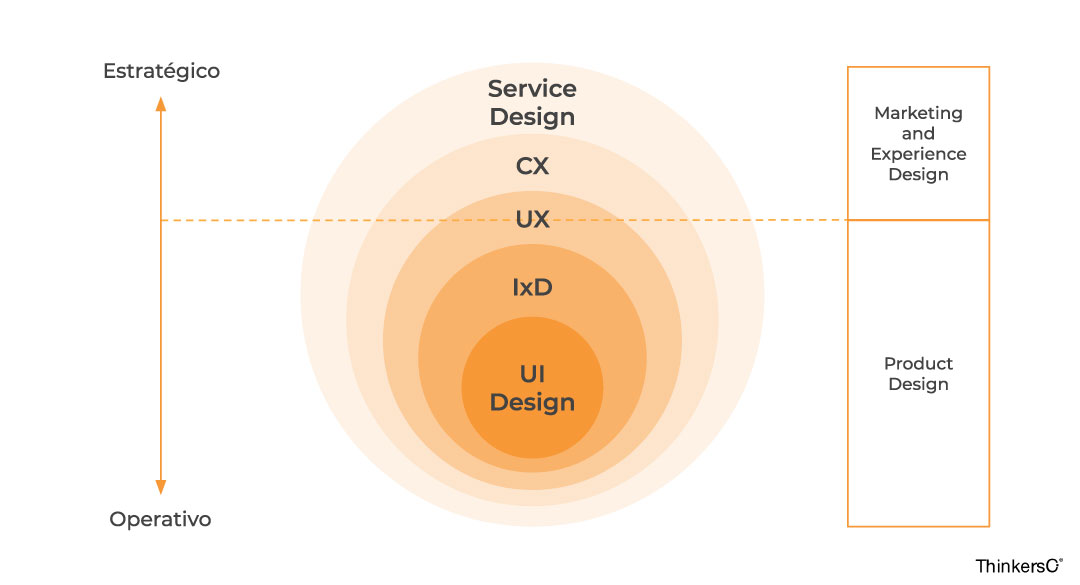 Estratégico
Service
Design
CX
UX
IxD
UI
Design
Operativo
Marketing
and
Experience
Design
Product
Design
ThinkersCo®